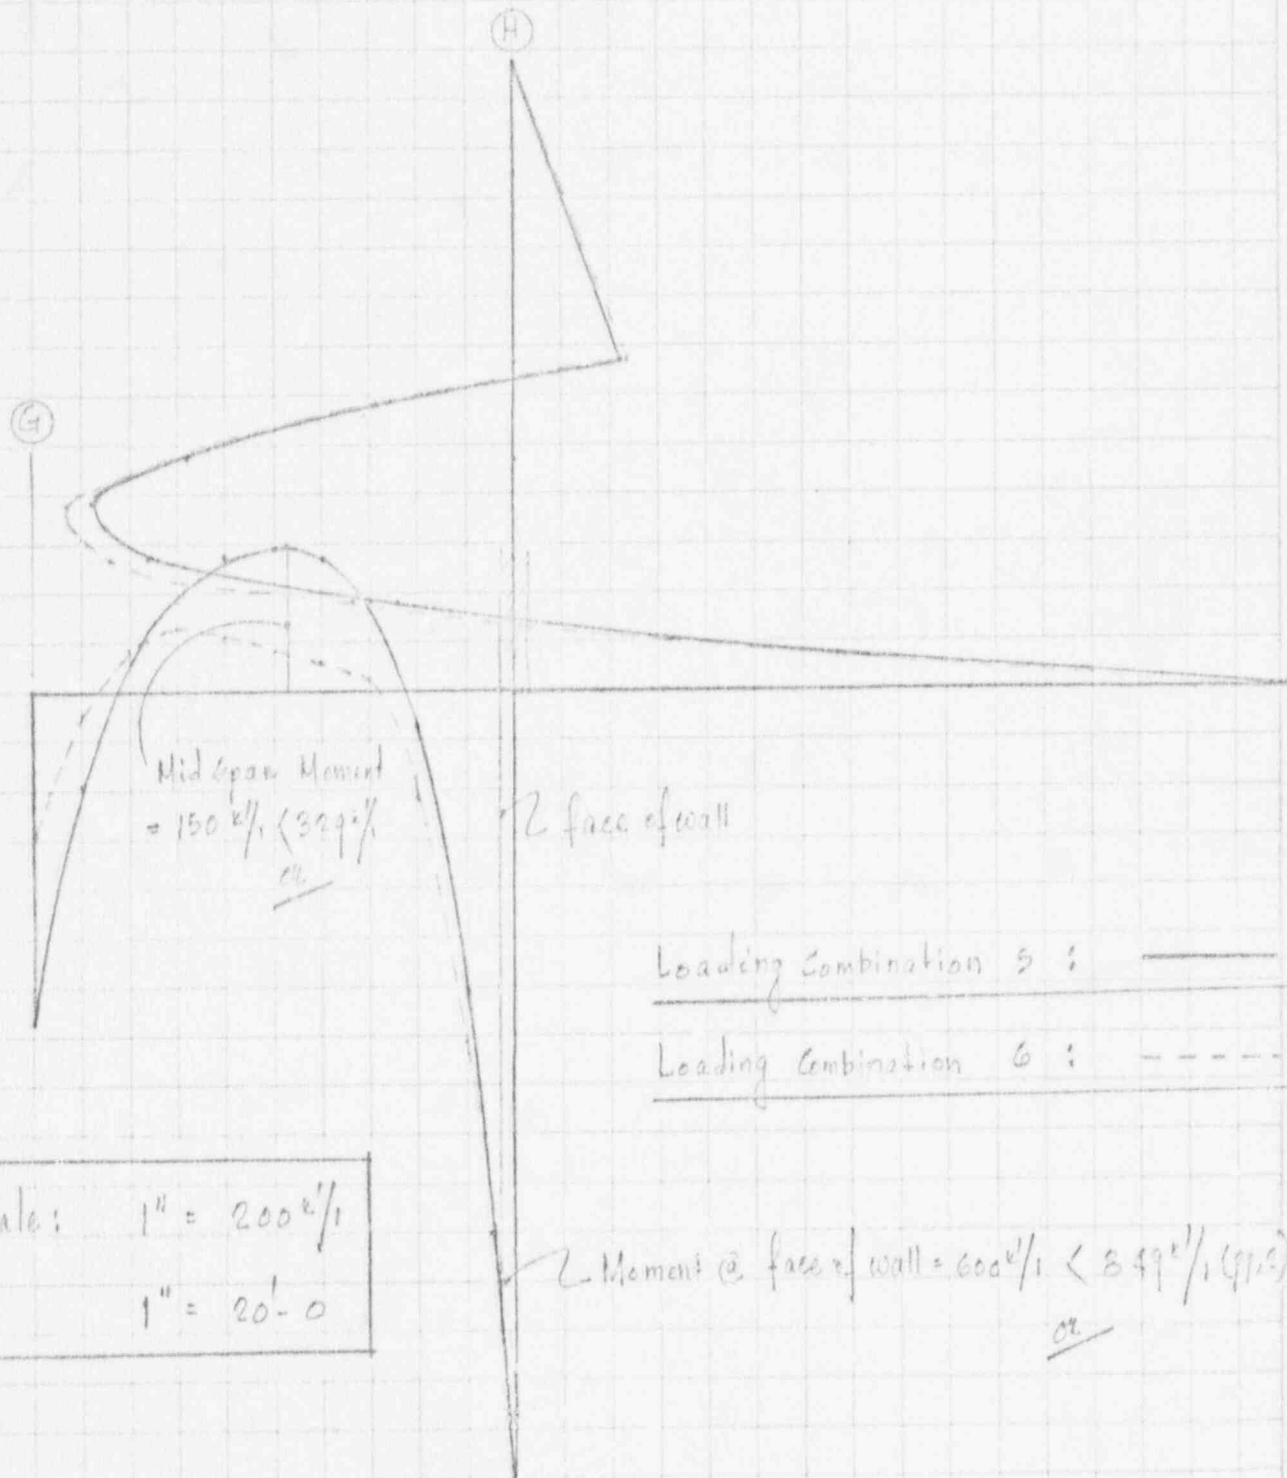 H
G
Mid Span Moment
= 150 k'/1 < 329 k'/1
OK
face of wall
Loading Combination 5 :
Loading Combination 6 :
ale: 1" = 200 k'/1
1" = 20'-0
Moment @ face of wall = 600 k'/1 < 849 k'/1
OK